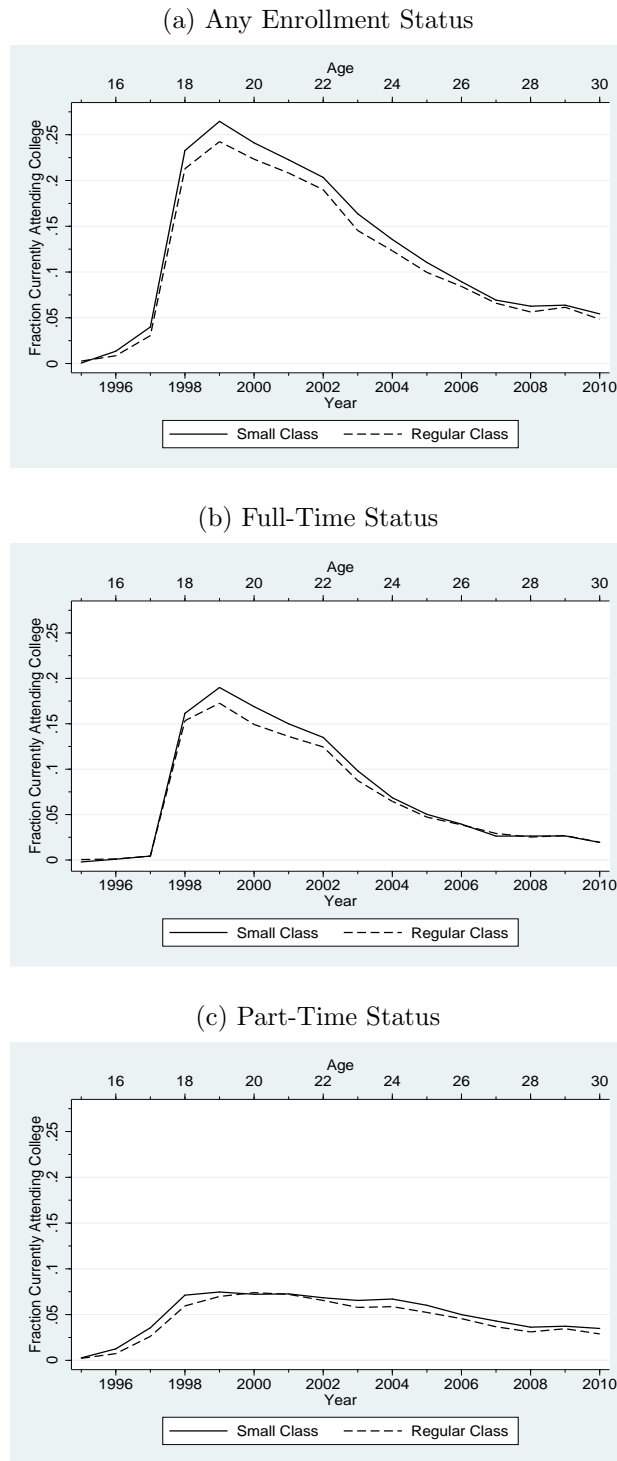 (a) Any Enrollment Status
Age
16 18 20 22 24 26 28 30
Fraction Currently Attending College
.25
.2
.15
.1
.05
0
1996 1998 2000 2002 2004 2006 2008 2010
Year
Small Class Regular Class
(b) Full-Time Status
Age
16 18 20 22 24 26 28 30
Fraction Currently Attending College
.25
.2
.15
.1
.05
0
1996 1998 2000 2002 2004 2006 2008 2010
Year
Small Class Regular Class
(c) Part-Time Status
Age
16 18 20 22 24 26 28 30
Fraction Currently Attending College
.25
.2
.15
.1
.05
0
1996 1998 2000 2002 2004 2006 2008 2010
Year
Small Class Regular Class